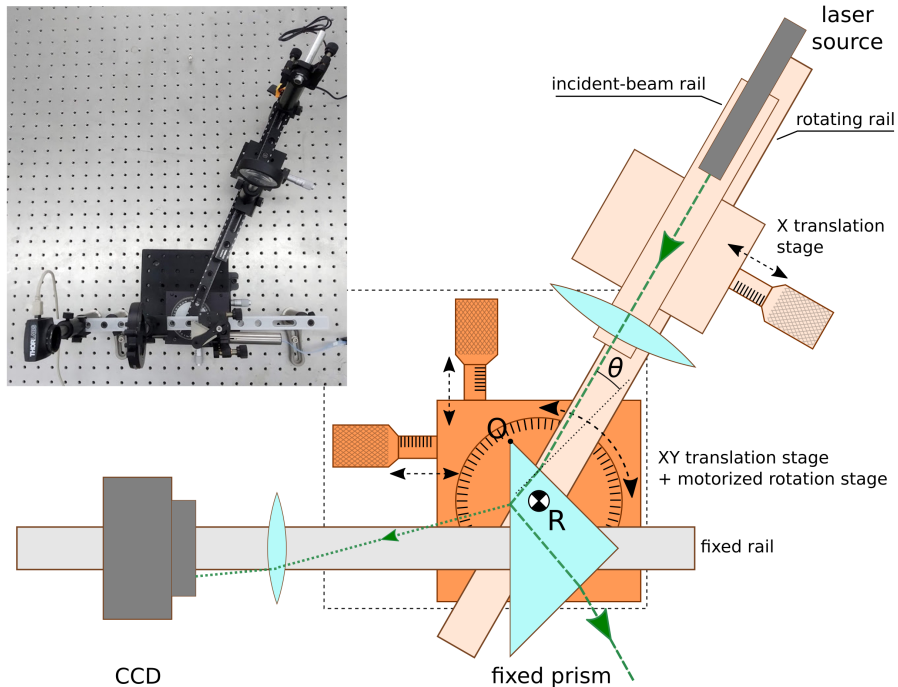 laser
source
incident-beam rail
rotating rail
X translation
stage
θ
O
XY translation stage
+ motorized rotation stage
R
fixed rail
CCD
fixed prism
THORLABS